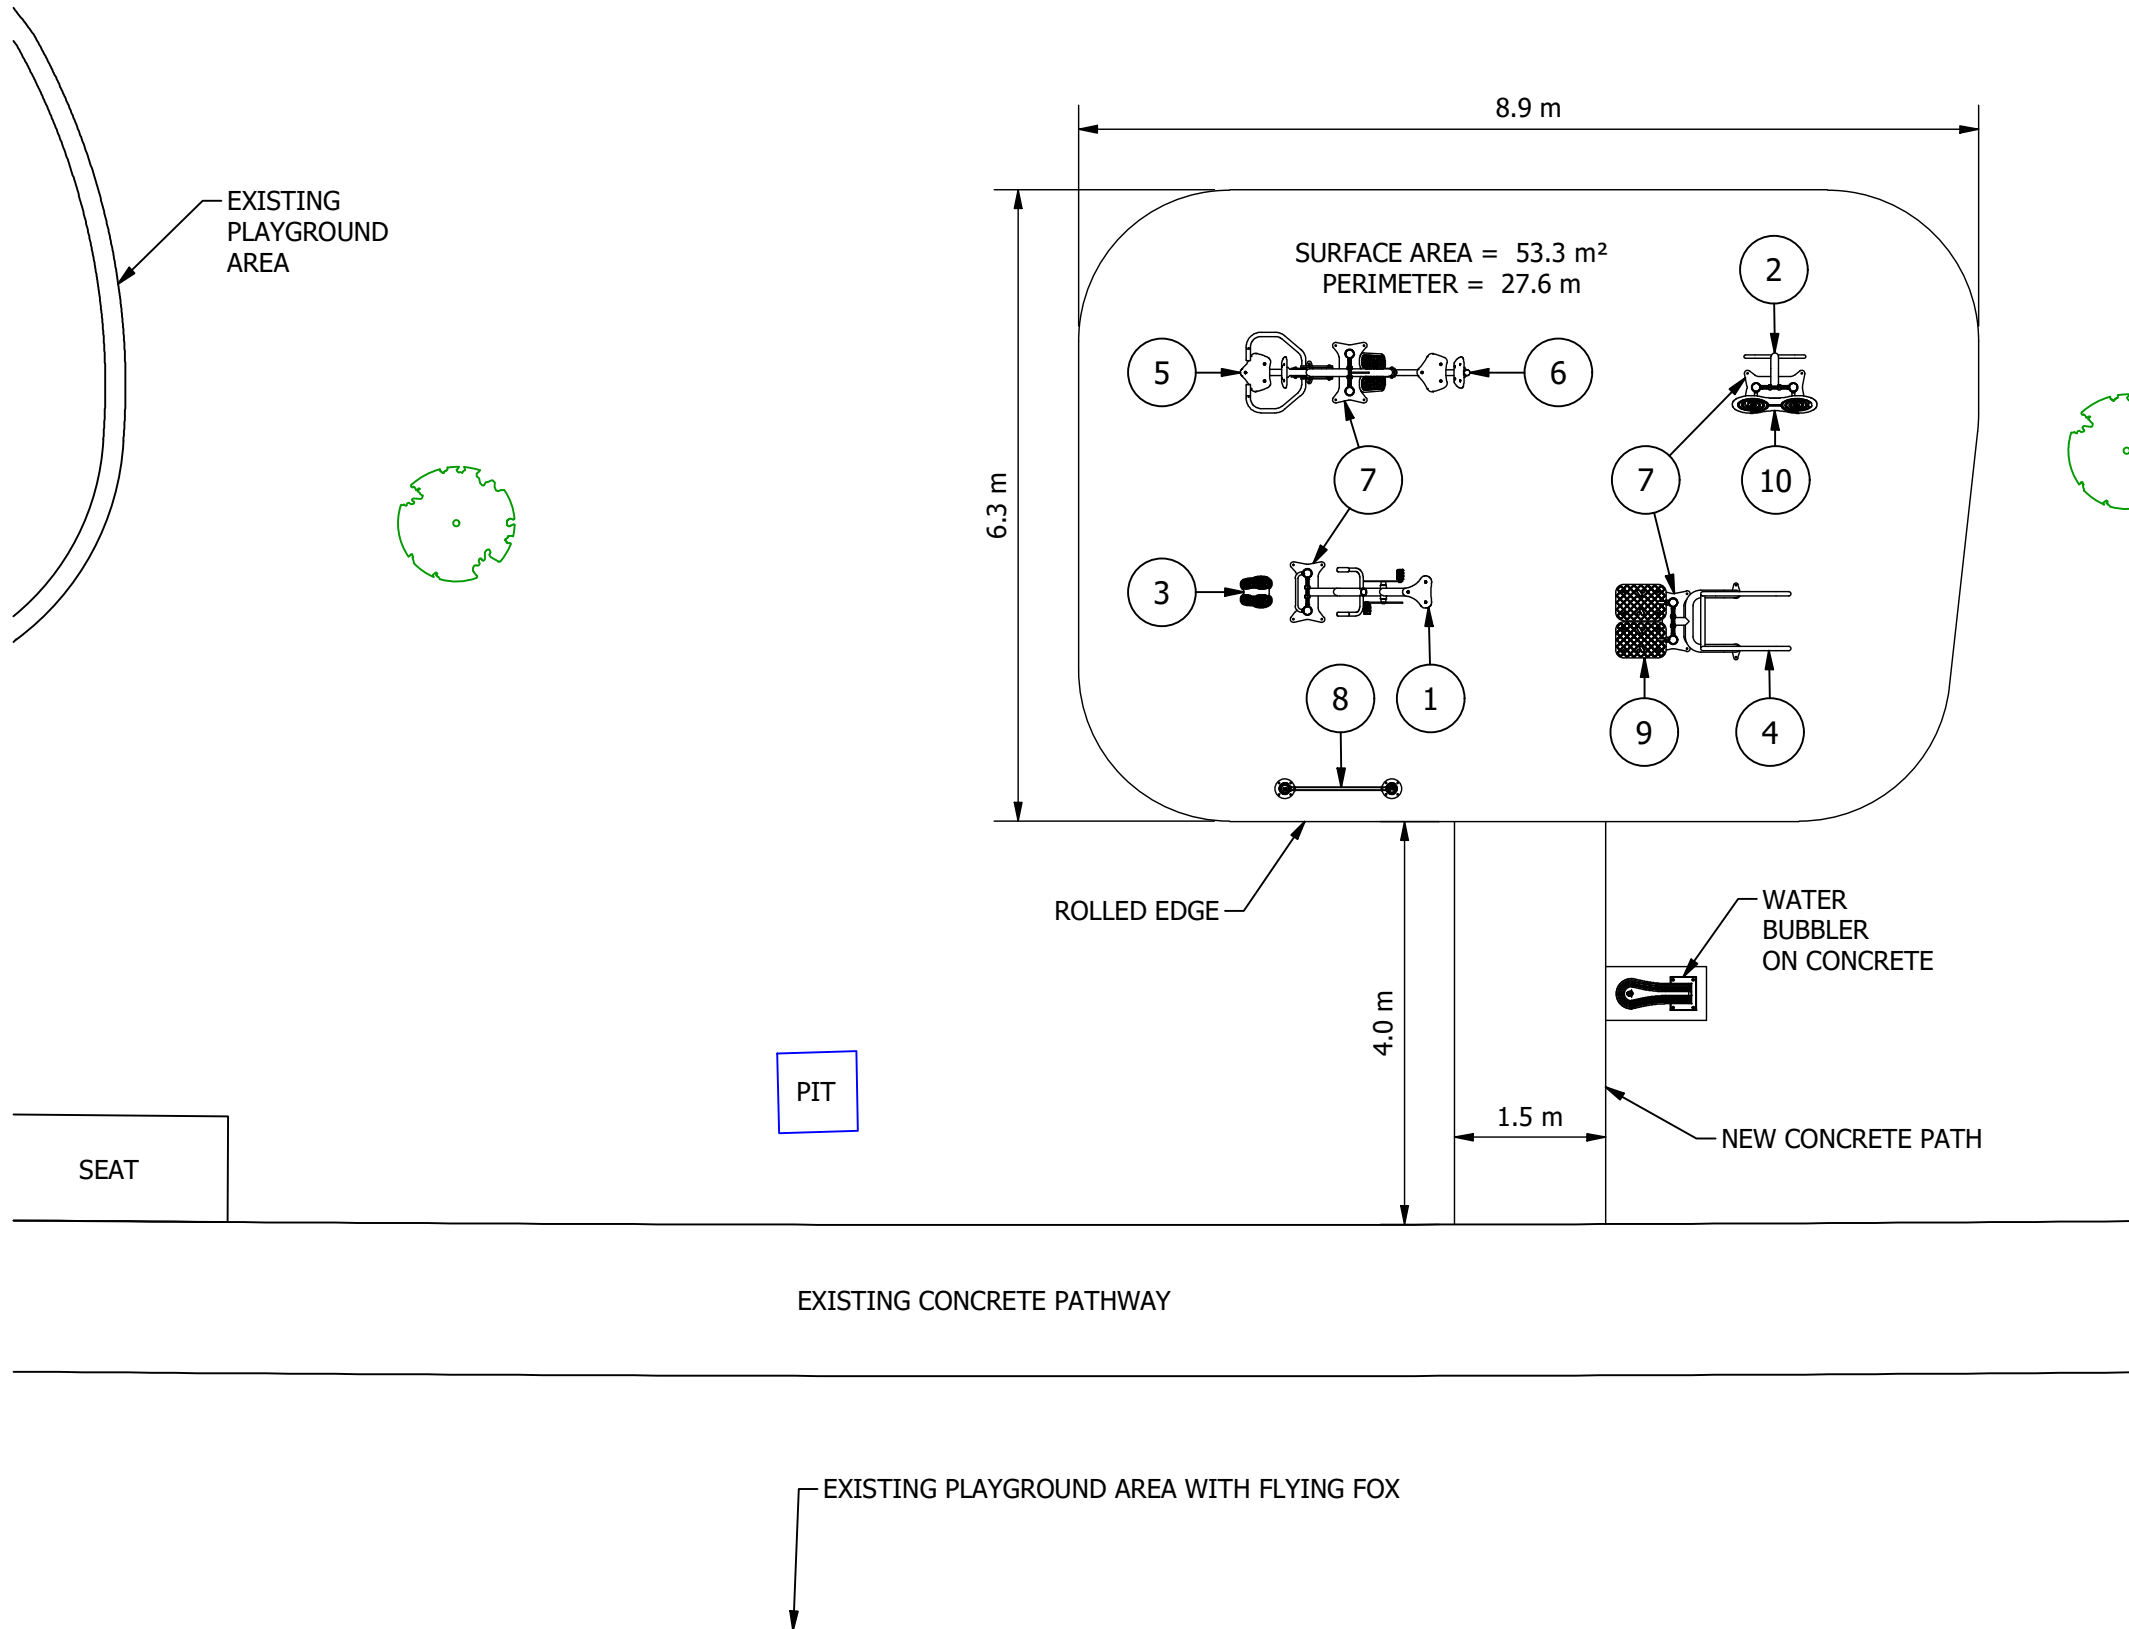 8.9 m
EXISTING
PLAYGROUND
AREA
SURFACE AREA = 53.3 m²
PERIMETER = 27.6 m
2
5
6
7
7
10
6.3 m
3
8
1
9
4
ROLLED EDGE
WATER
BUBBLER
ON CONCRETE
4.0 m
PIT
1.5 m
NEW CONCRETE PATH
SEAT
EXISTING CONCRETE PATHWAY
EXISTING PLAYGROUND AREA WITH FLYING FOX